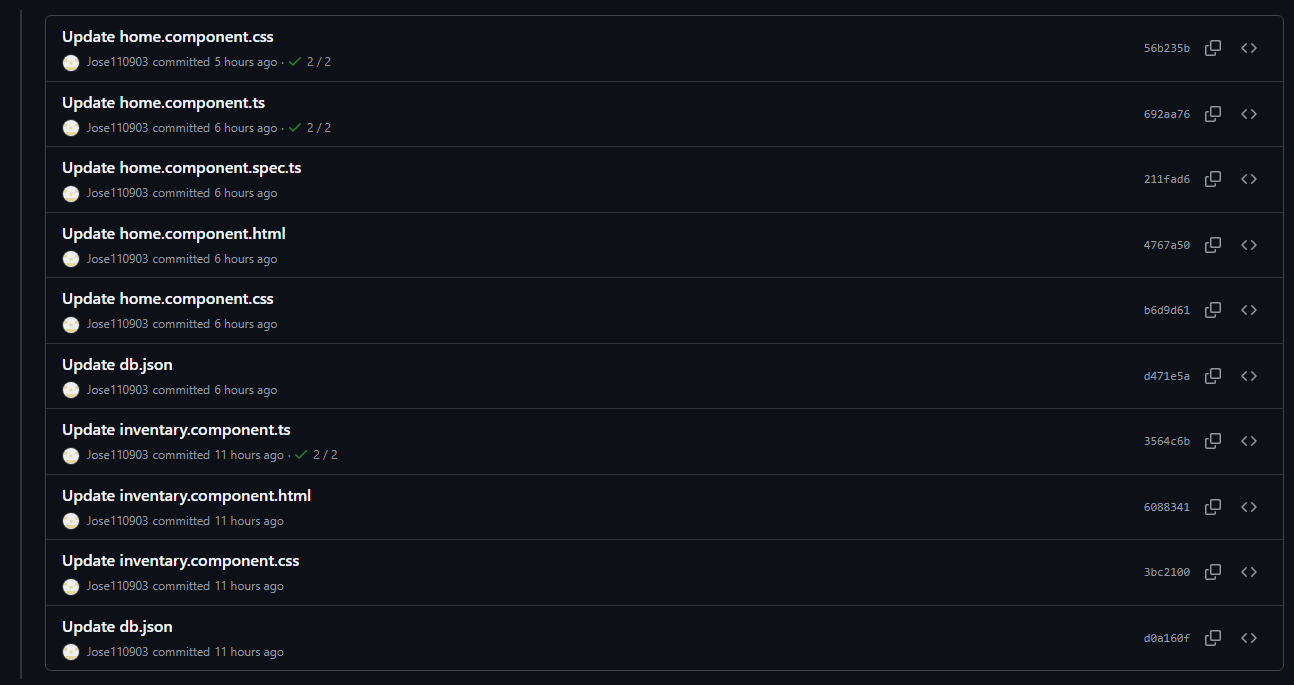 Update home.component.css
Jose110903 committed 5 hours ago · 2 / 2
56b235b
Update home.component.ts
Jose110903 committed 6 hours ago · 2 / 2
692aa76
Update home.component.spec.ts
Jose110903 committed 6 hours ago
211fad6
Update home.component.html
Jose110903 committed 6 hours ago
4767a50
Update home.component.css
Jose110903 committed 6 hours ago
b6d9d61
Update db.json
Jose110903 committed 6 hours ago
d471e5a
Update inventary.component.ts
Jose110903 committed 11 hours ago · 2 / 2
3564c6b
Update inventary.component.html
Jose110903 committed 11 hours ago
6088341
Update inventary.component.css
Jose110903 committed 11 hours ago
3bc2100
Update db.json
Jose110903 committed 11 hours ago
d0a160f